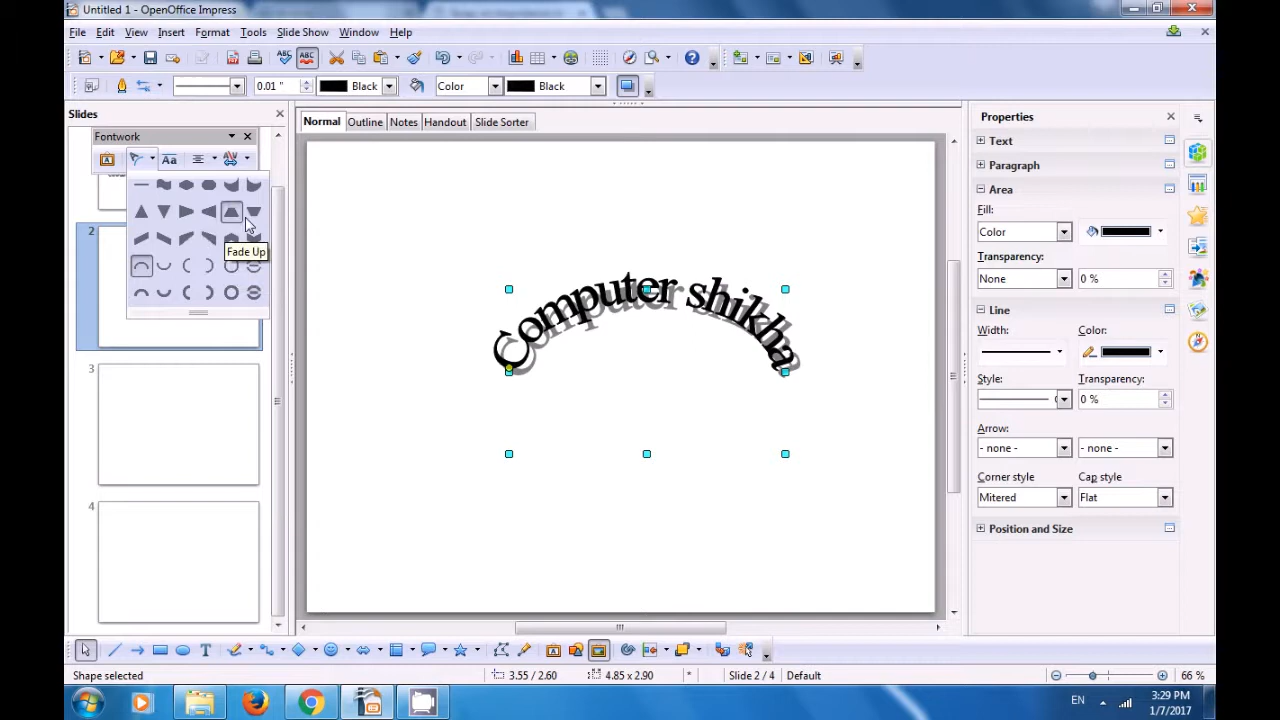 Untitled 1 - OpenOffice Impress
File Edit View Insert Format Tools Slide Show Window Help
0.01 " Black Color Black
Slides
Fontwork
Normal Outline Notes Handout Slide Sorter
Fade Up
2
3
4
Computer shikha
Properties
Text
Paragraph
Area
Fill:
Color
Transparency:
None 0 %
Line
Width: Color:
Style: Transparency:
0 %
Arrow:
- none - - none -
Corner style Cap style
Mitered Flat
Position and Size
Shape selected 3.55 / 2.60 4.85 x 2.90 * Slide 2 / 4 Default 66 %
EN 3:29 PM
1/7/2017